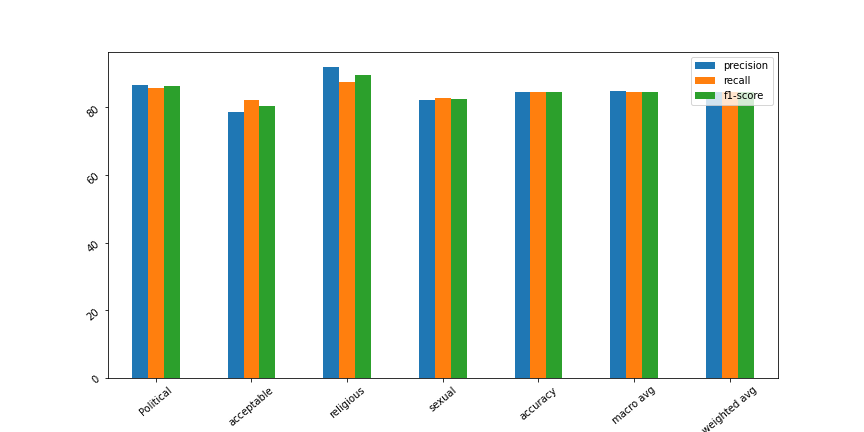 precision
recall
f1-score
80
60
40
20
0
Political
acceptable
religious
sexual
accuracy
macro avg
weighted avg